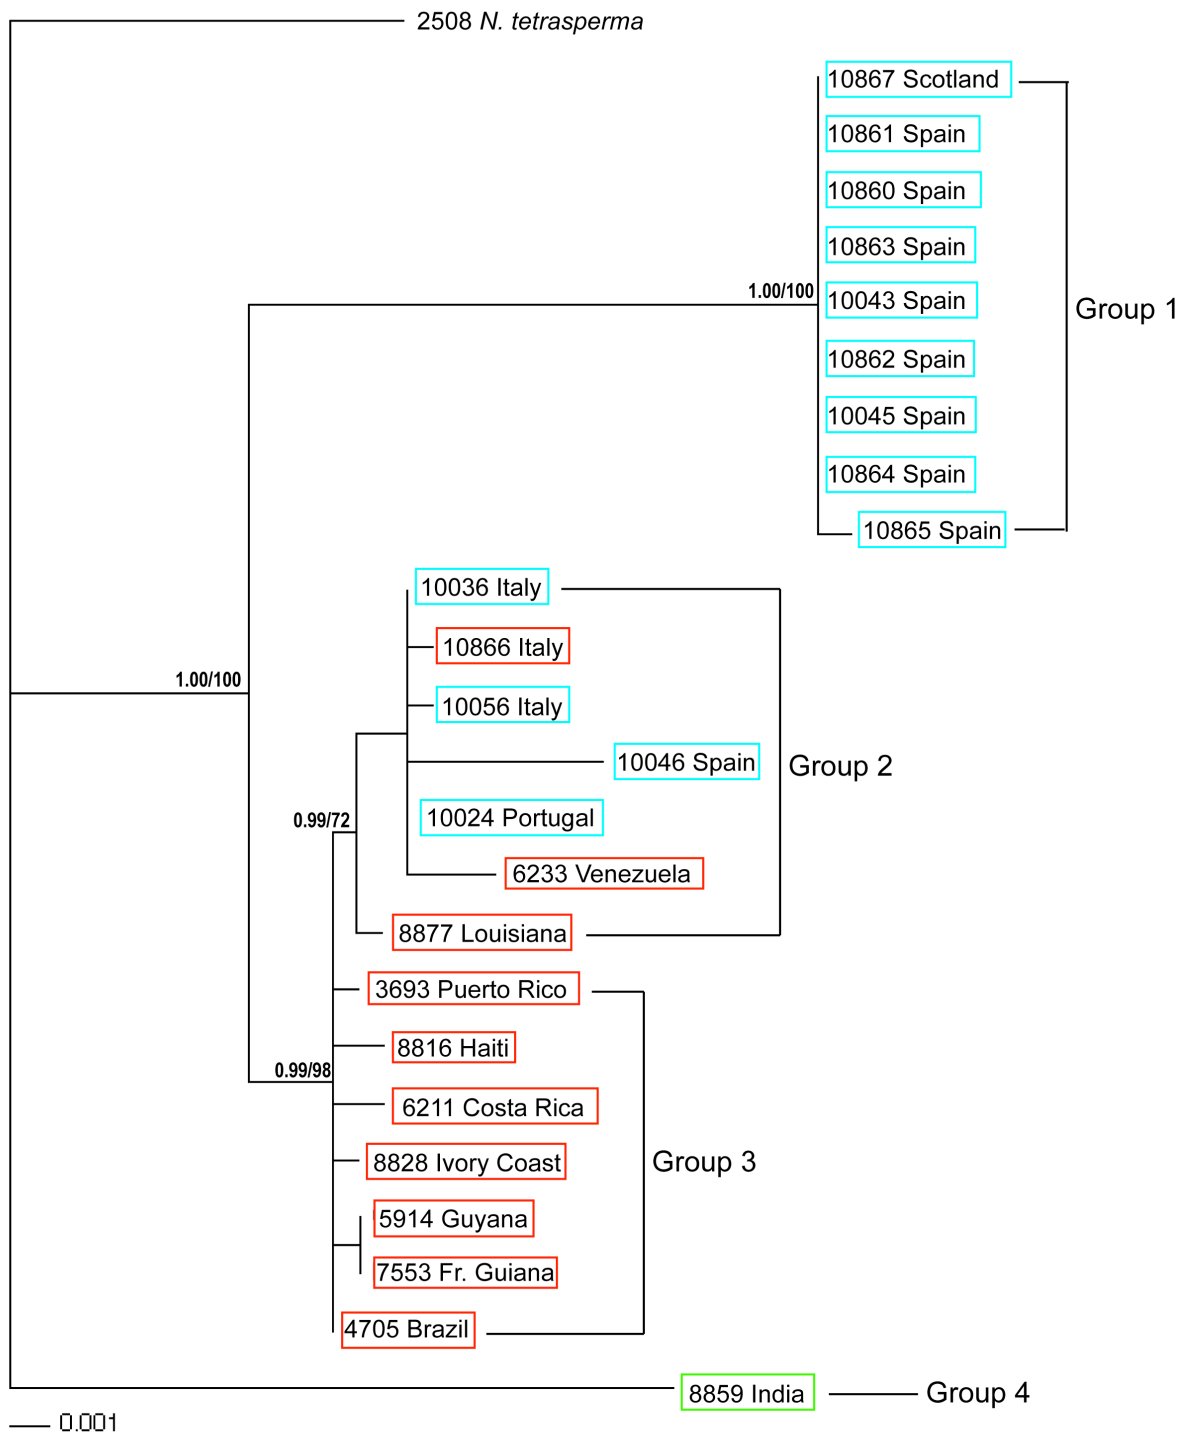 2508 N. tetrasperma
10867 Scotland
10861 Spain
10860 Spain
10863 Spain
1.00/100
10043 Spain
Group 1
10862 Spain
10045 Spain
10864 Spain
10865 Spain
10036 Italy
10866 Italy
1.00/100
10056 Italy
10046 Spain
Group 2
0.99/72
10024 Portugal
6233 Venezuela
8877 Louisiana
3693 Puerto Rico
8816 Haiti
0.99/98
6211 Costa Rica
8828 Ivory Coast
Group 3
5914 Guyana
7553 Fr. Guiana
4705 Brazil
8859 India
Group 4
0.001